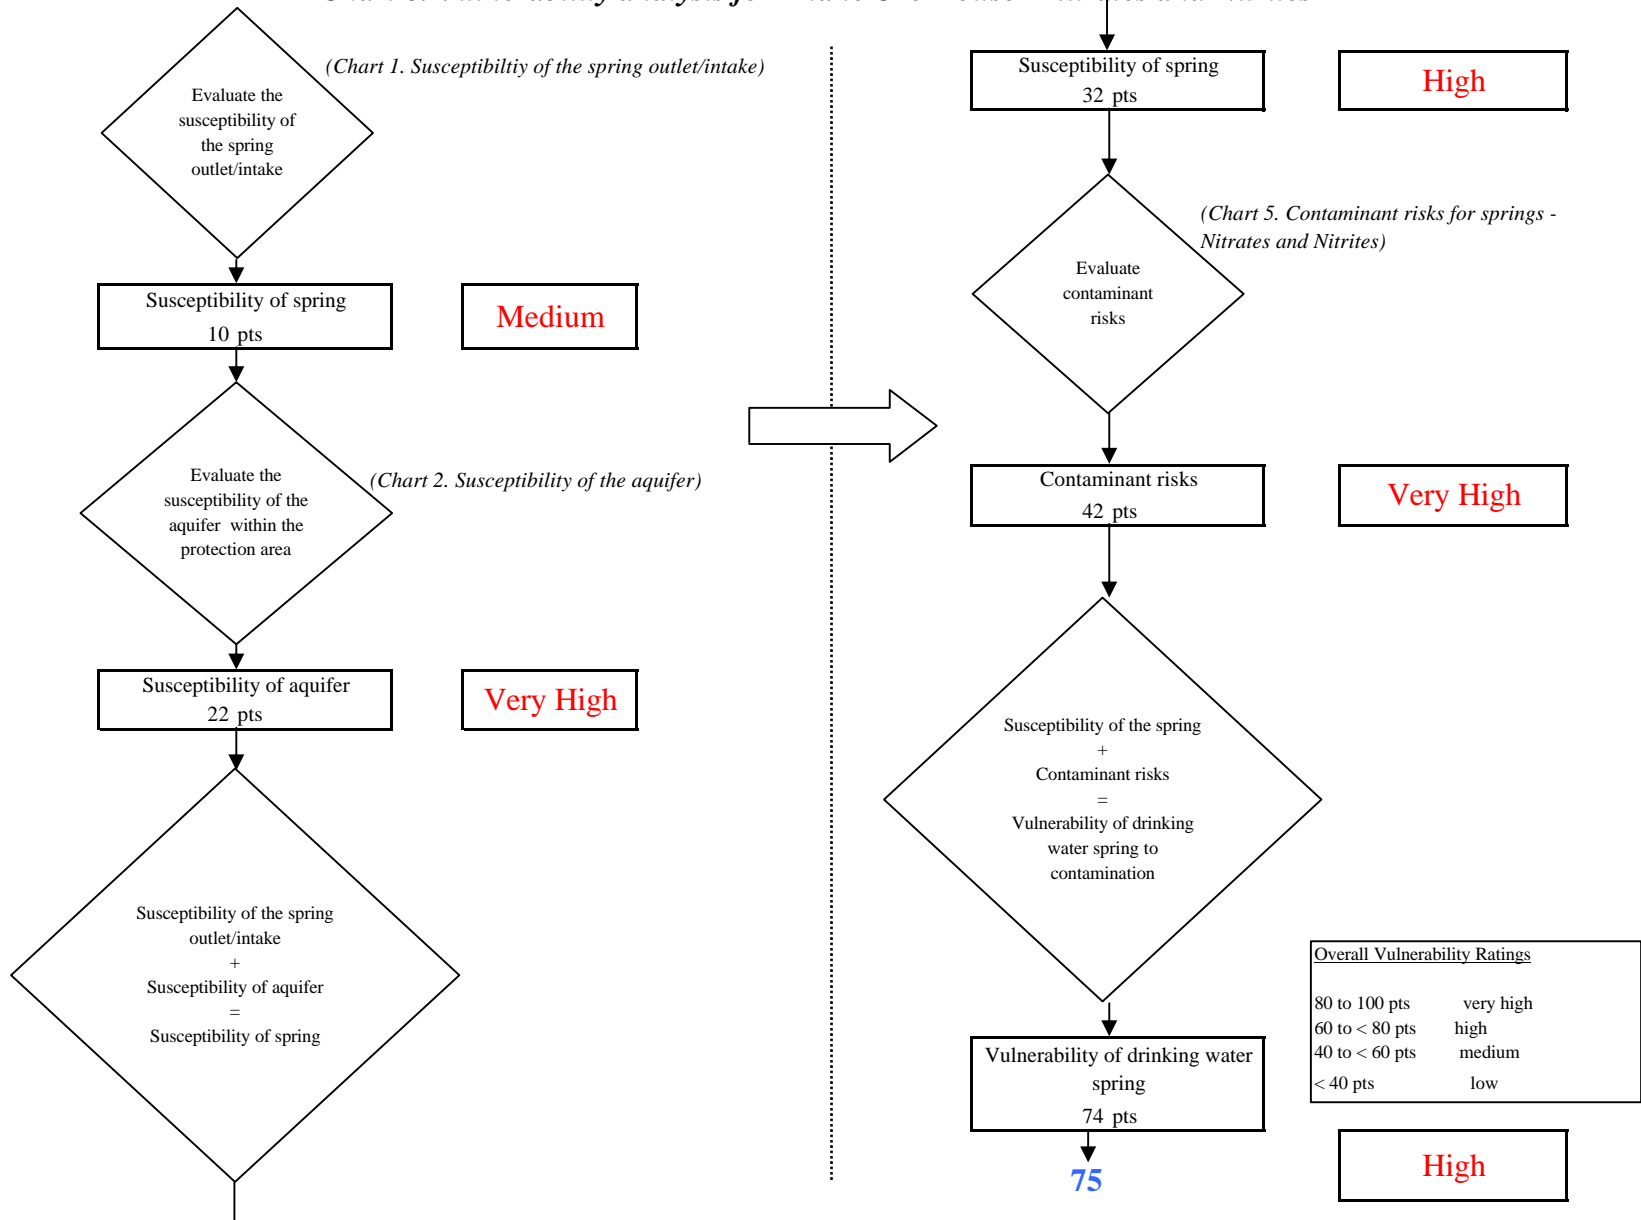 (Chart 1. Susceptibiltiy of the spring outlet/intake)
Evaluate the
susceptibility of
the spring
outlet/intake
Susceptibility of spring
10 pts
Medium
Evaluate the
susceptibility of the
aquifer within the
protection area
(Chart 2. Susceptibility of the aquifer)
Susceptibility of aquifer
22 pts
Very High
Susceptibility of the spring
outlet/intake
+
Susceptibility of aquifer
=
Susceptibility of spring
Susceptibility of spring
32 pts
High
(Chart 5. Contaminant risks for springs -
Nitrates and Nitrites)
Evaluate
contaminant
risks
Contaminant risks
42 pts
Very High
Susceptibility of the spring
+
Contaminant risks
=
Vulnerability of drinking
water spring to
contamination
Overall Vulnerability Ratings
80 to 100 pts very high
60 to < 80 pts high
40 to < 60 pts medium
< 40 pts low
Vulnerability of drinking water
spring
74 pts
75
High